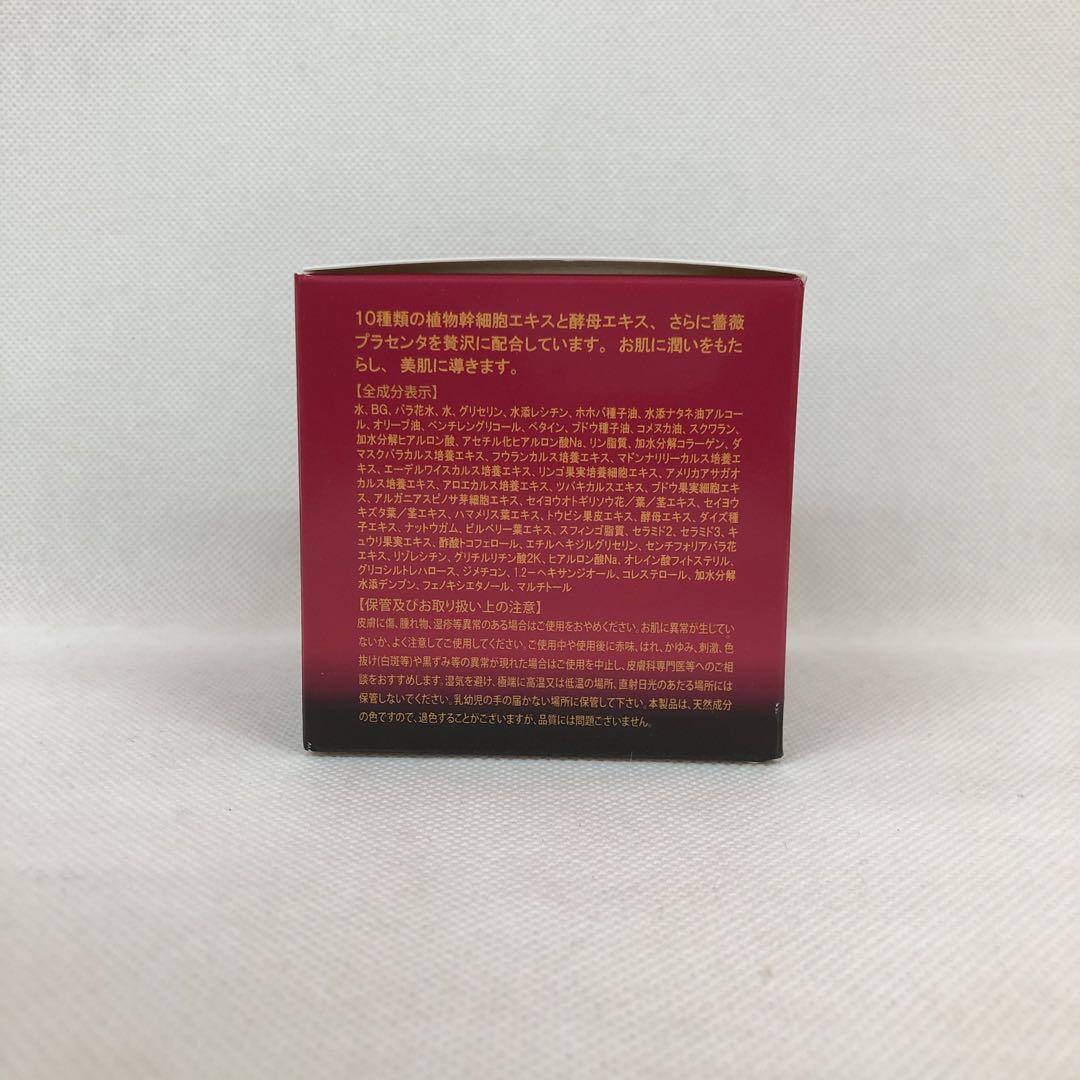 10種類の植物幹細胞エキスと酵母エキス、さらに薔薇
プラセンタを贅沢に配合しています。お肌に潤いをもた
らし、美肌に導きます。
【全成分表示】
水、BG、バラ花水、水、グリセリン、水添レシチン、ホホバ種子油、水添ナタネ油アルコー
ル、オリーブ油、ペンチレングリコール、ベタイン、ブドウ種子油、コメヌカ油、スクワラン、
加水分解ヒアルロン酸、アセチル化ヒアルロン酸Na、リン脂質、加水分解コラーゲン、ダ
マスクバラカルス培養エキス、フウランカルス培養エキス、マドンナリリーカルス培養エ
キス、エーデルワイスカルス培養エキス、リンゴ果実培養細胞エキス、アメリカアサガオ
カルス培養エキス、アロエカルス培養エキス、ツバキカルスエキス、ブドウ果実細胞エキ
ス、アルガニアスピノサ芽細胞エキス、セイヨウオトギリソウ花／葉／茎エキス、セイヨウ
キズタ葉／茎エキス、ハマメリス葉エキス、トウビシ果皮エキス、酵母エキス、ダイズ種
子エキス、ナットウガム、ビルベリー葉エキス、スフィンゴ脂質、セラミド2、セラミド3、キ
ュウリ果実エキス、酢酸トコフェロール、エチルヘキシルグリセリン、センチフォリアバラ花
エキス、リゾレシチン、グリチルリチン酸2K、ヒアルロン酸Na、オレイン酸フィトステリル、
グリコシルトレハロース、ジメチコン、1.2－ヘキサンジオール、コレステロール、加水分解
水添デンプン、フェノキシエタノール、マルチトール
【保管及びお取り扱い上の注意】
皮膚に傷、腫れ物、湿疹等異常のある場合はご使用をおやめください。お肌に異常が生じてい
ないか、よく注意してご使用してください。ご使用中や使用後に赤味、はれ、かゆみ、刺激、色
抜け(白斑等)や黒ずみ等の異常が現れた場合はご使用を中止し、皮膚科専門医等へのご相
談をおすすめします。湿気を避け、極端に高温又は低温の場所、直射日光のあたる場所には
保管しないでください。乳幼児の手の届かない場所に保管して下さい。本製品は、天然成分
の色ですので、退色することがございますが、品質には問題ございません。